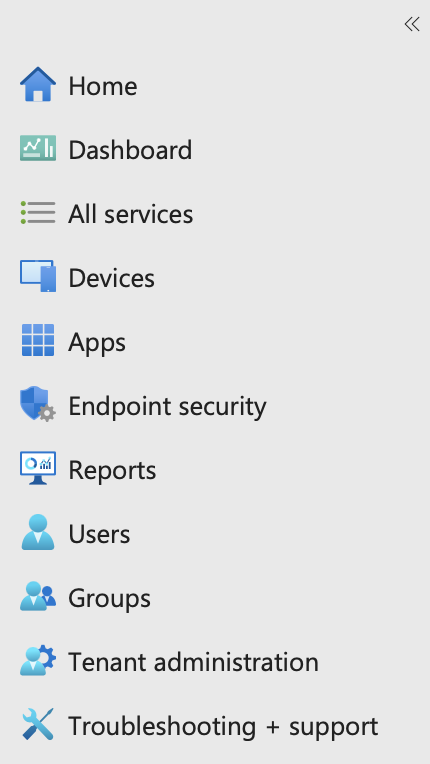 Home
Dashboard
All services
Devices
Apps
Endpoint security
Reports
Users
Groups
Tenant administration
Troubleshooting + support